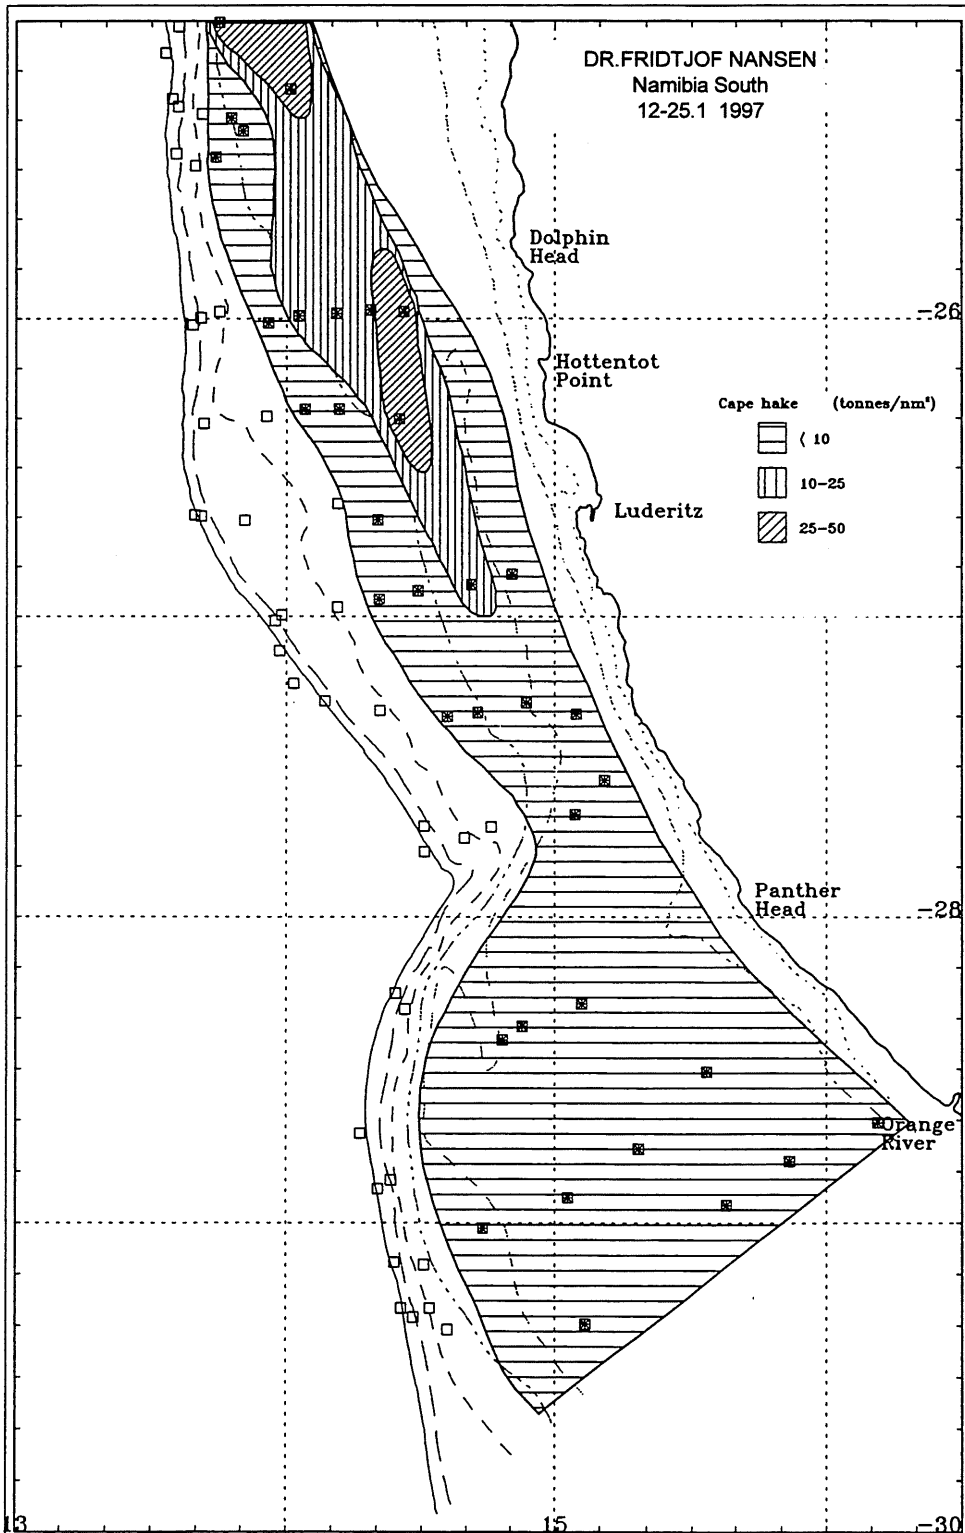 DR.FRIDTJOF NANSEN
Namibia South
12-25.1 1997
Dolphin
Head
-26
Hottentot
Point
Cape hake (tonnes/nm²)
< 10
10-25
25-50
Luderitz
Panther
Head
-28
Orange
River
13
15
-30